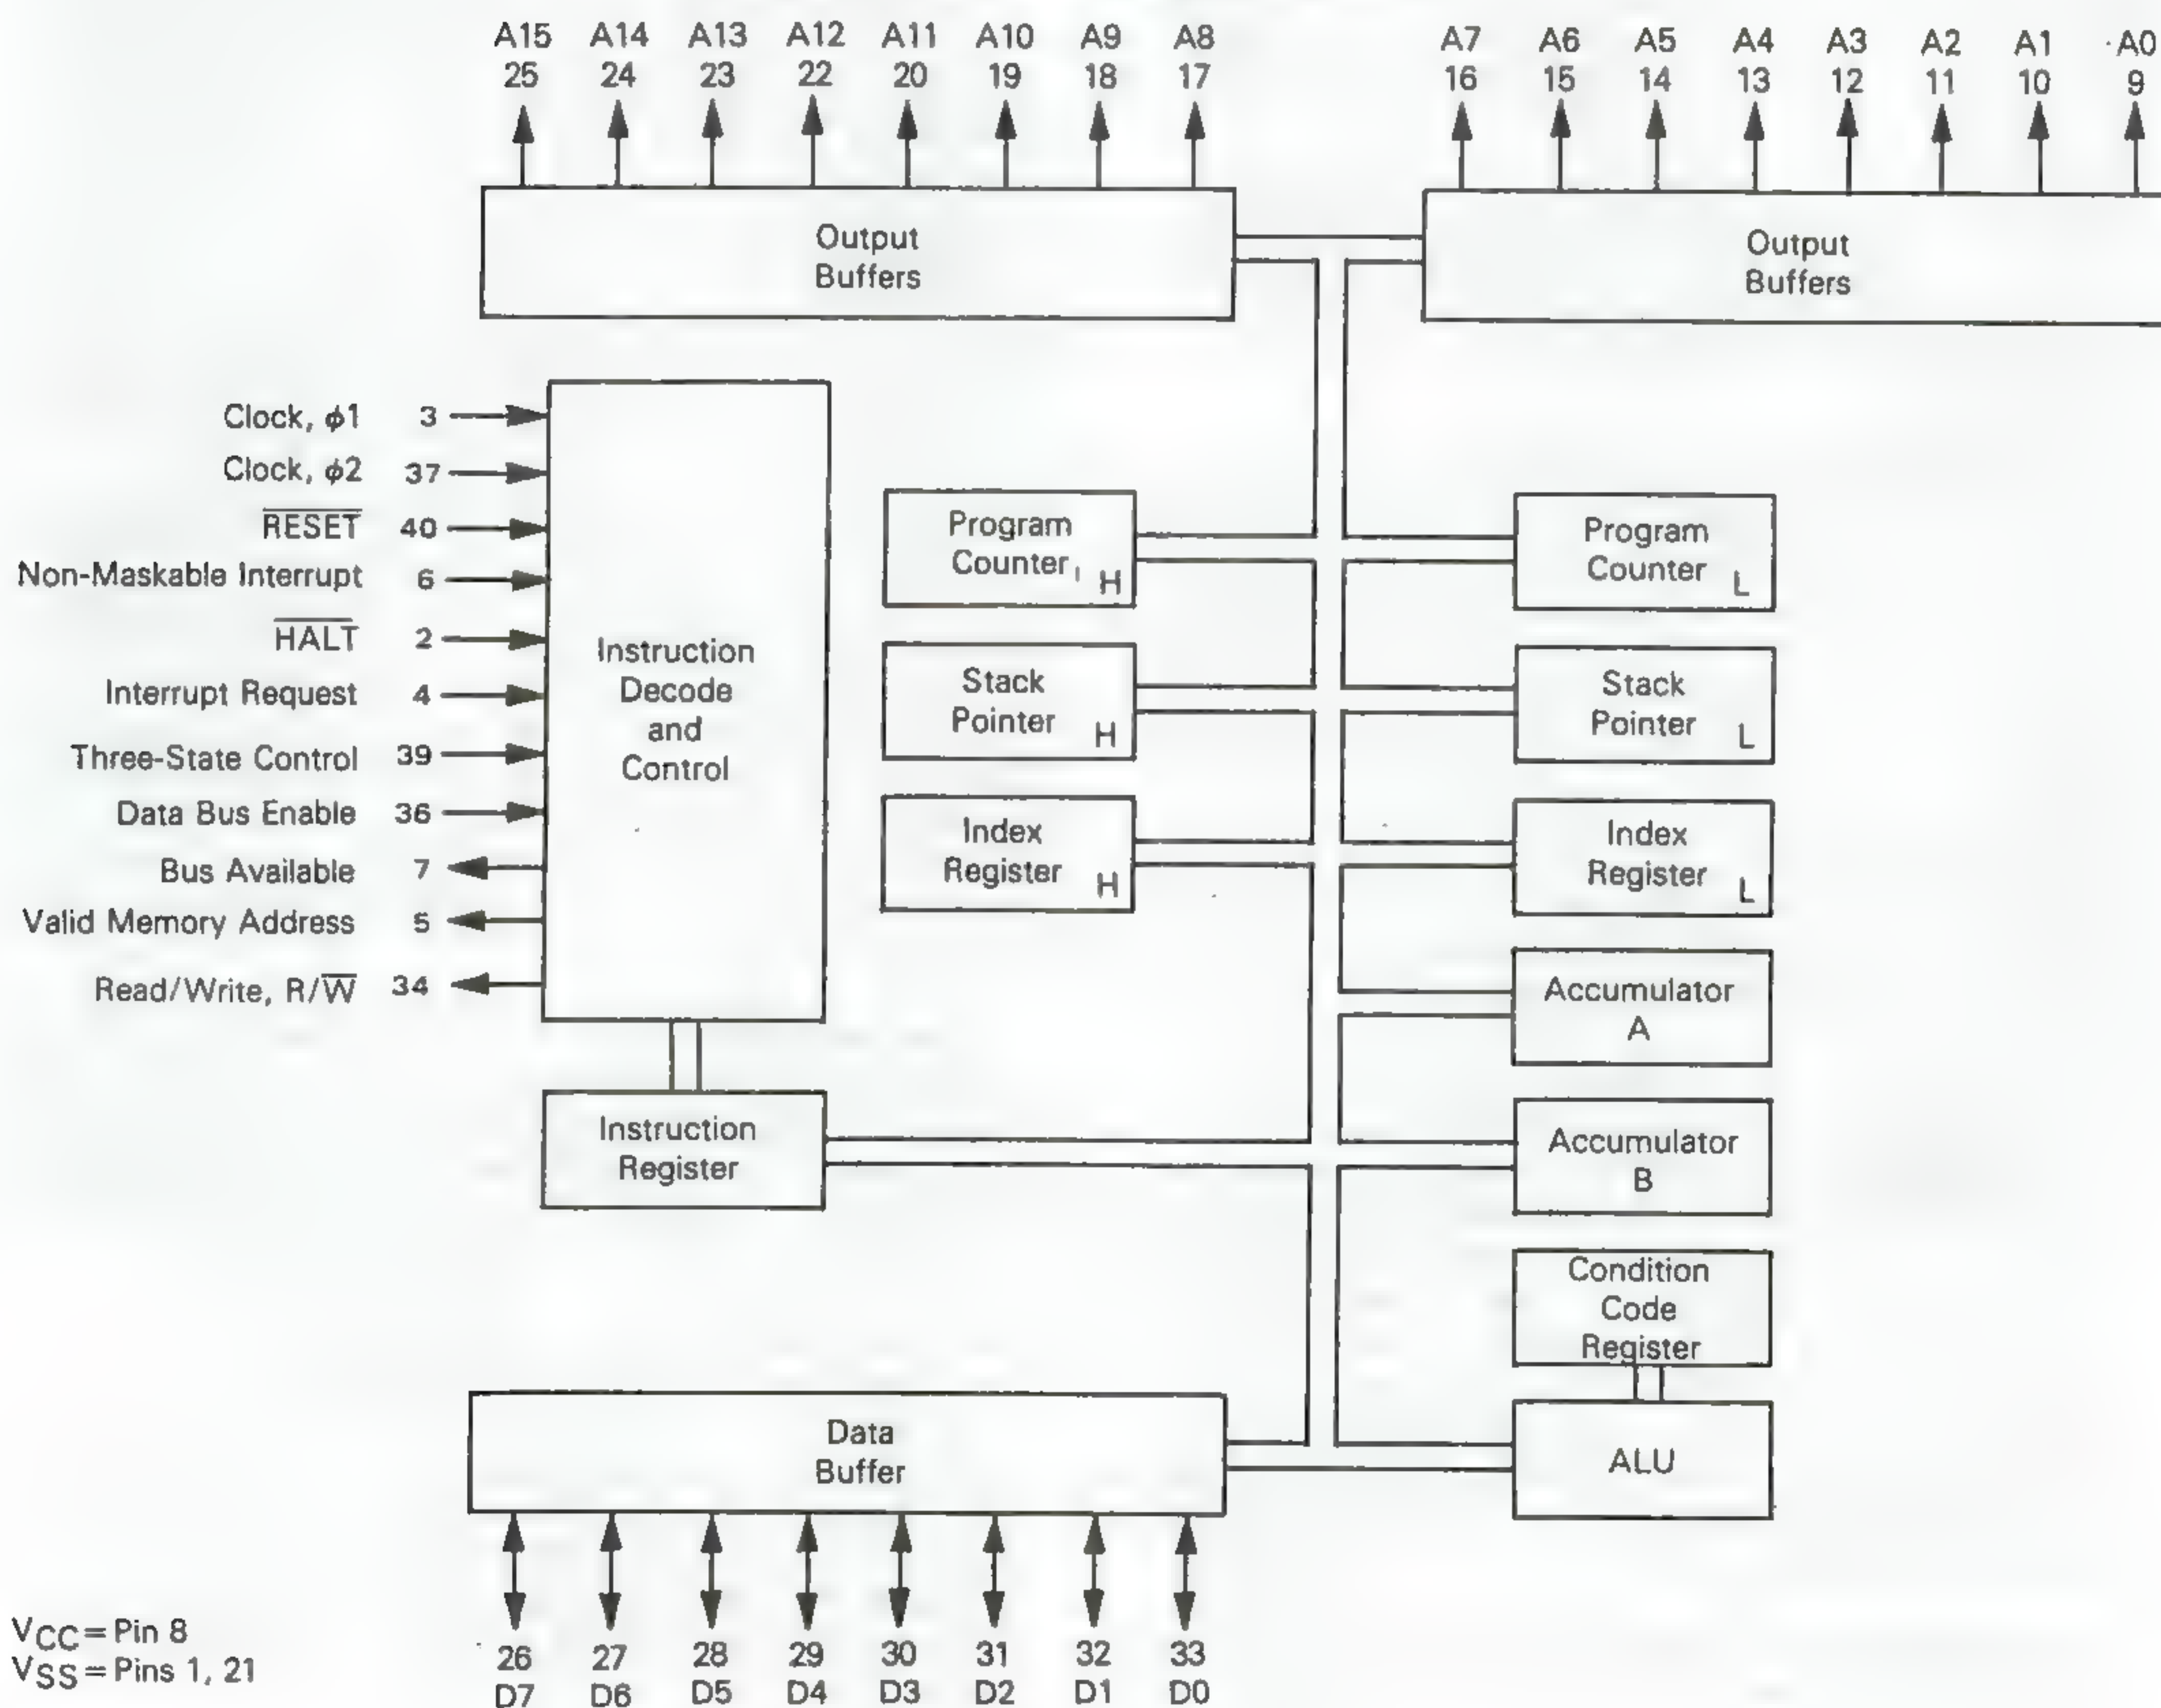 A15 A14 A13 A12 A11 A10 A9 A8 A7 A6 A5 A4 A3 A2 A1 A0
25 24 23 22 20 19 18 17 16 15 14 13 12 11 10 9
Output
Buffers
Output
Buffers
Clock, ϕ1 3
Clock, ϕ2 37
R̅E̅S̅E̅T̅ 40
Non-Maskable Interrupt 6
H̅A̅L̅T̅ 2
Interrupt Request 4
Three-State Control 39
Data Bus Enable 36
Bus Available 7
Valid Memory Address 5
Read/Write, R/W̅ 34
Instruction
Decode
and
Control
Program
Counter H
Program
Counter L
Stack
Pointer H
Stack
Pointer L
Index
Register H
Index
Register L
Accumulator
A
Instruction
Register
Accumulator
B
Condition
Code
Register
Data
Buffer
ALU
26 27 28 29 30 31 32 33
D7 D6 D5 D4 D3 D2 D1 D0
VCC=Pin 8
VSS=Pins 1, 21